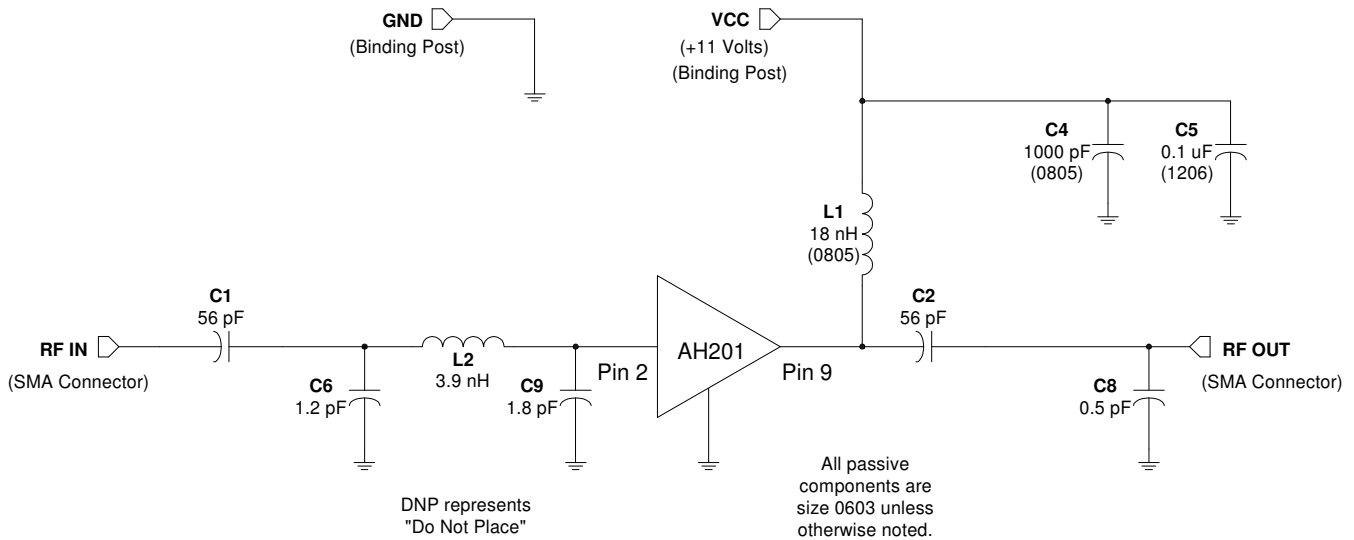 GND
(Binding Post)
VCC
(+11 Volts)
(Binding Post)
C4
1000 pF
(0805)
C5
0.1 uF
(1206)
L1
18 nH
(0805)
C1
56 pF
C2
56 pF
RF IN
(SMA Connector)
L2
3.9 nH
C6
1.2 pF
C9
1.8 pF
Pin 2
AH201
Pin 9
RF OUT
(SMA Connector)
C8
0.5 pF
DNP represents
"Do Not Place"
All passive
components are
size 0603 unless
otherwise noted.